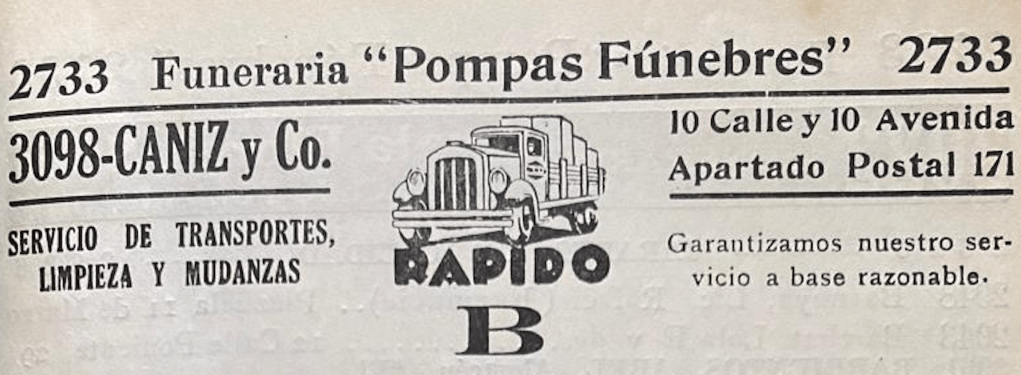 2733 Funeraria “Pompas Fúnebres” 2733
3098-CANIZ y Co.
SERVICIO DE TRANSPORTES,
LIMPIEZA Y MUDANZAS
RAPIDO
10 Calle y 10 Avenida
Apartado Postal 171
Garantizamos nuestro ser-
vicio a base razonable.
B